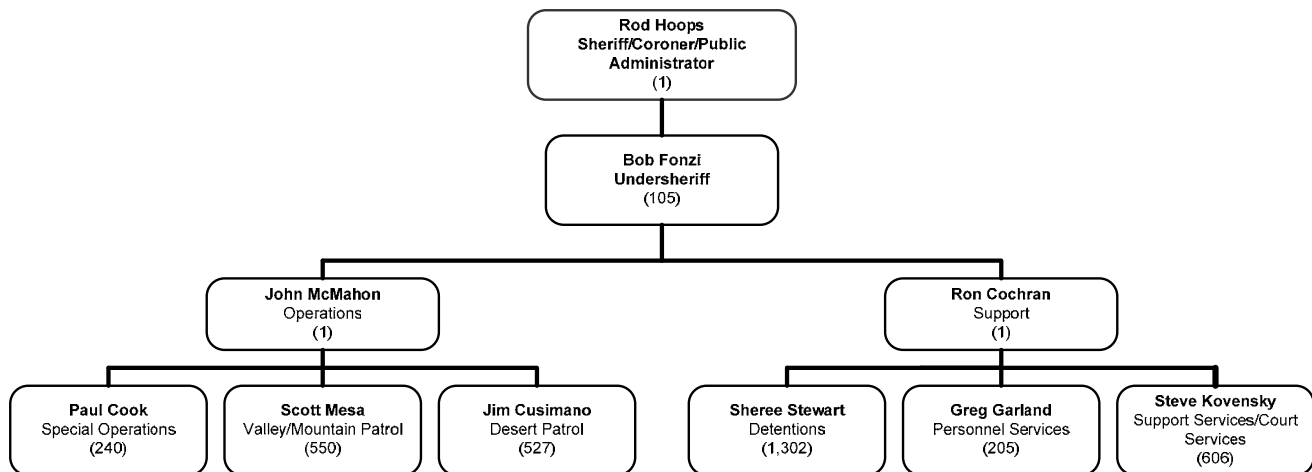 Rod Hoops
Sheriff/Coroner/Public
Administrator
(1)
Bob Fonzi
Undersheriff
(105)
John McMahon
Operations
(1)
Ron Cochran
Support
(1)
Paul Cook
Special Operations
(240)
Scott Mesa
Valley/Mountain Patrol
(550)
Jim Cusimano
Desert Patrol
(527)
Sheree Stewart
Detentions
(1,302)
Greg Garland
Personnel Services
(205)
Steve Kovensky
Support Services/Court
Services
(606)